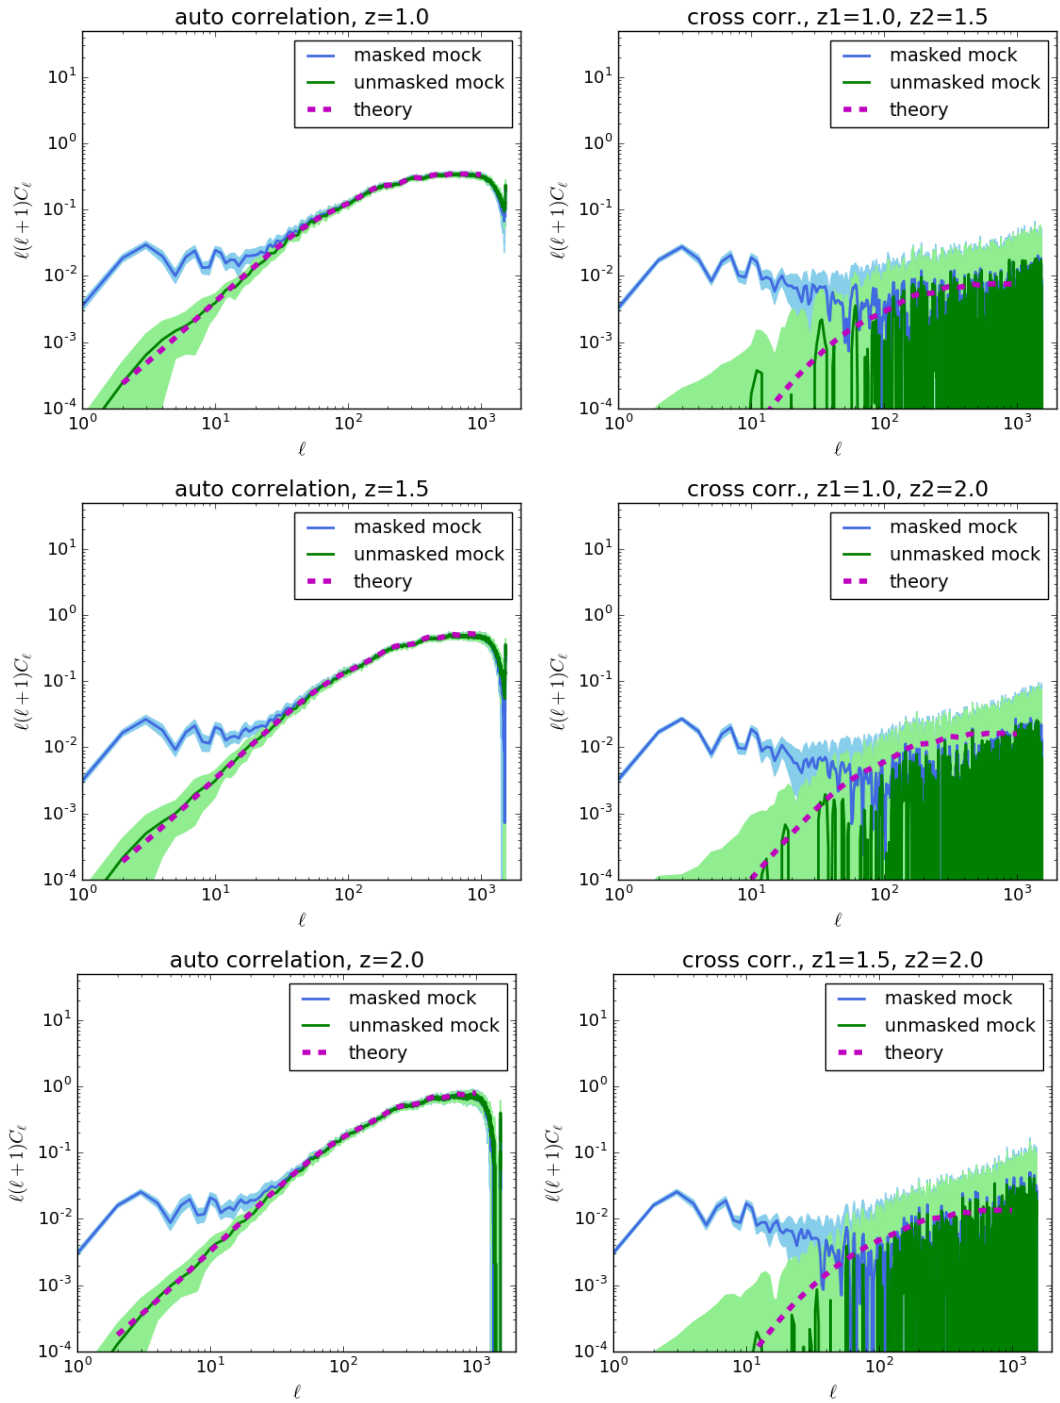 auto correlation, z=1.0
masked mock
unmasked mock
theory
ℓ(ℓ+1)Cℓ
10^1
10^0
10^-1
10^-2
10^-3
10^-4
10^0 10^1 10^2 10^3
ℓ
cross corr., z1=1.0, z2=1.5
masked mock
unmasked mock
theory
ℓ(ℓ+1)Cℓ
10^1
10^0
10^-1
10^-2
10^-3
10^-4
10^0 10^1 10^2 10^3
ℓ
auto correlation, z=1.5
masked mock
unmasked mock
theory
ℓ(ℓ+1)Cℓ
10^1
10^0
10^-1
10^-2
10^-3
10^-4
10^0 10^1 10^2 10^3
ℓ
cross corr., z1=1.0, z2=2.0
masked mock
unmasked mock
theory
ℓ(ℓ+1)Cℓ
10^1
10^0
10^-1
10^-2
10^-3
10^-4
10^0 10^1 10^2 10^3
ℓ
auto correlation, z=2.0
masked mock
unmasked mock
theory
ℓ(ℓ+1)Cℓ
10^1
10^0
10^-1
10^-2
10^-3
10^-4
10^0 10^1 10^2 10^3
ℓ
cross corr., z1=1.5, z2=2.0
masked mock
unmasked mock
theory
ℓ(ℓ+1)Cℓ
10^1
10^0
10^-1
10^-2
10^-3
10^-4
10^0 10^1 10^2 10^3
ℓ